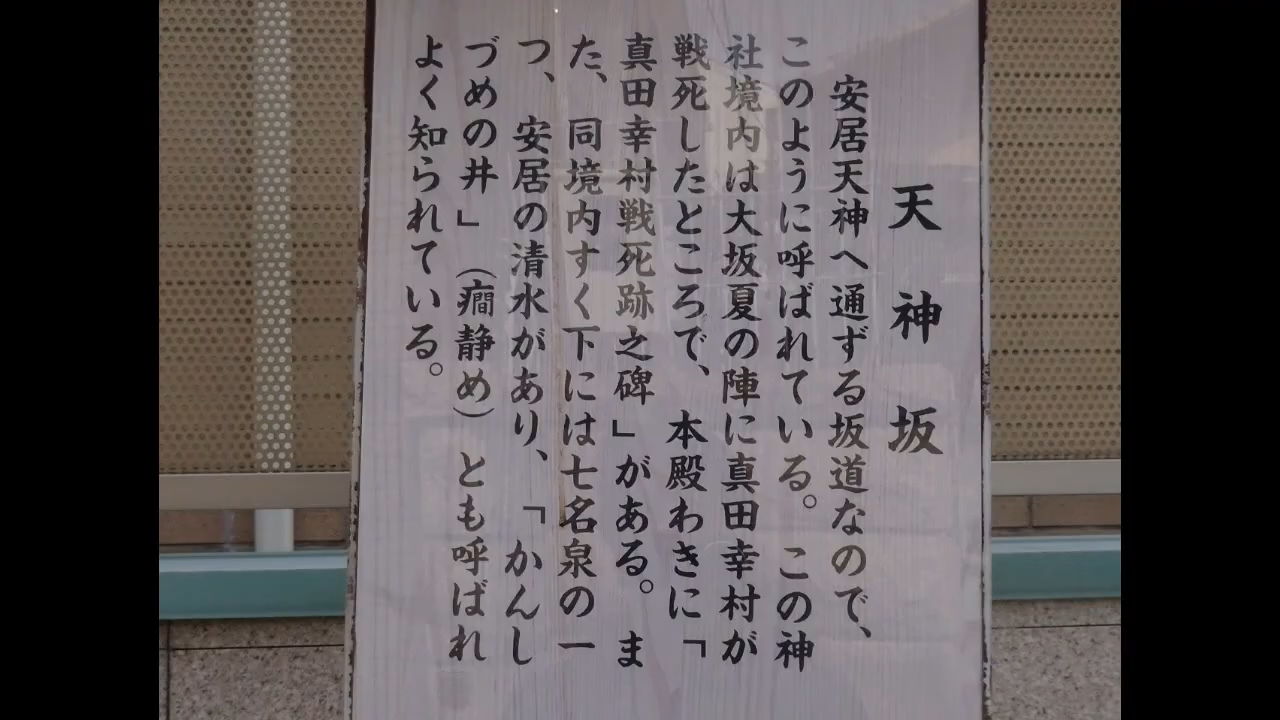 天神坂
安居天神へ通ずる坂道なので、
このように呼ばれている。この神
社境内は大坂夏の陣に真田幸村が
戦死したところで、本殿わきに「
真田幸村戦死跡之碑」がある。ま
た、同境内すく下には七名泉の一
つ、安居の清水があり、「かんし
づめの井」（癇静め）とも呼ばれ
よく知られている。